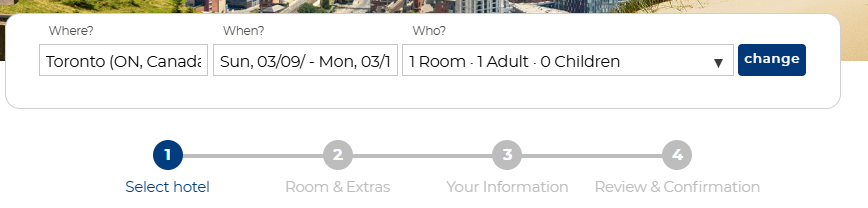 Where? When? Who?
Toronto (ON, Canada Sun, 03/09/ - Mon, 03/1 1 Room · 1 Adult · 0 Children change
1 2 3 4
Select hotel Room & Extras Your Information Review & Confirmation